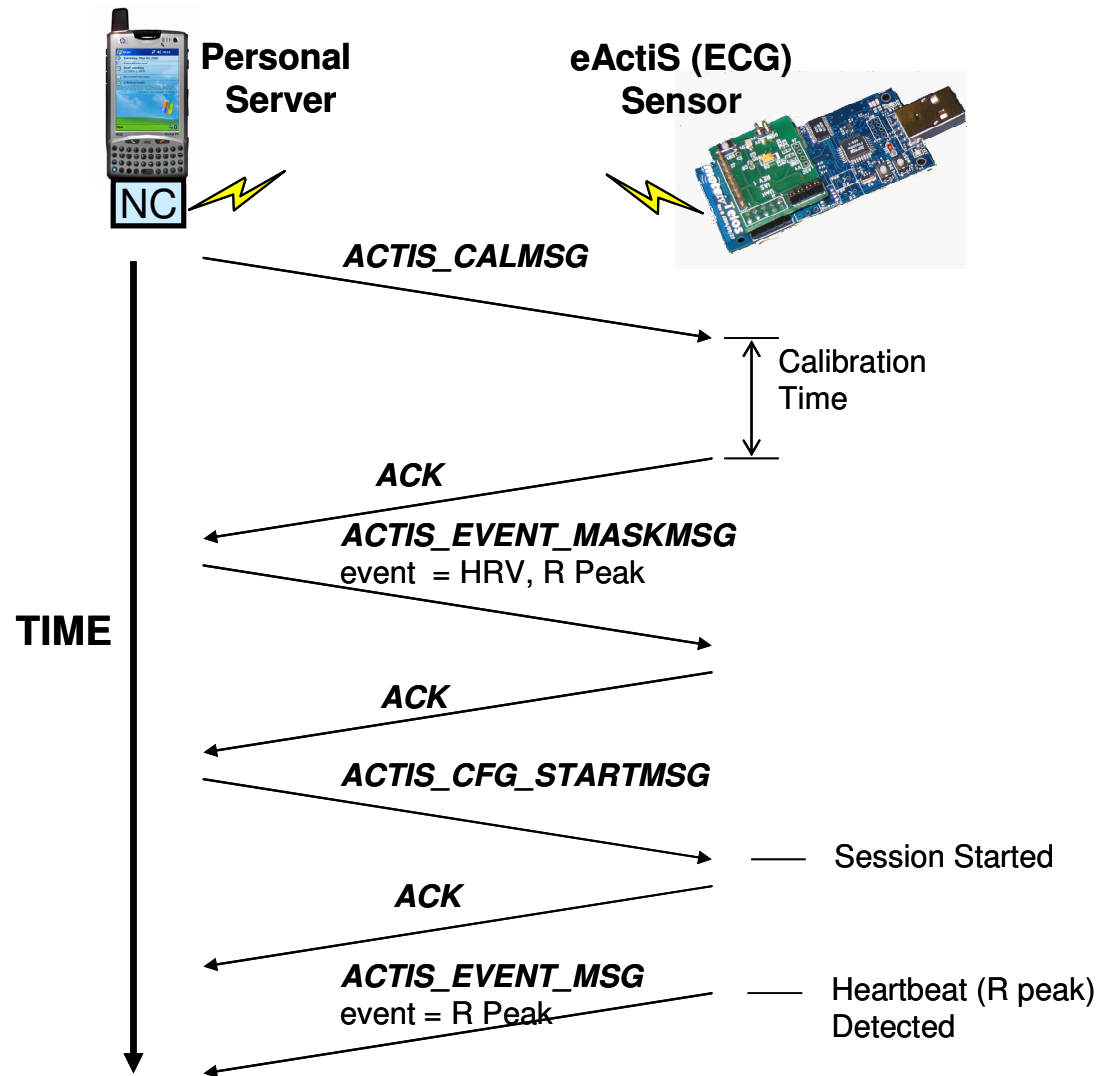 Personal
Server
eActiS (ECG)
Sensor
NC
ACTIS_CALMSG
Calibration
Time
ACK
ACTIS_EVENT_MASKMSG
event = HRV, R Peak
TIME
ACK
ACTIS_CFG_STARTMSG
Session Started
ACK
ACTIS_EVENT_MSG
event = R Peak
Heartbeat (R peak)
Detected